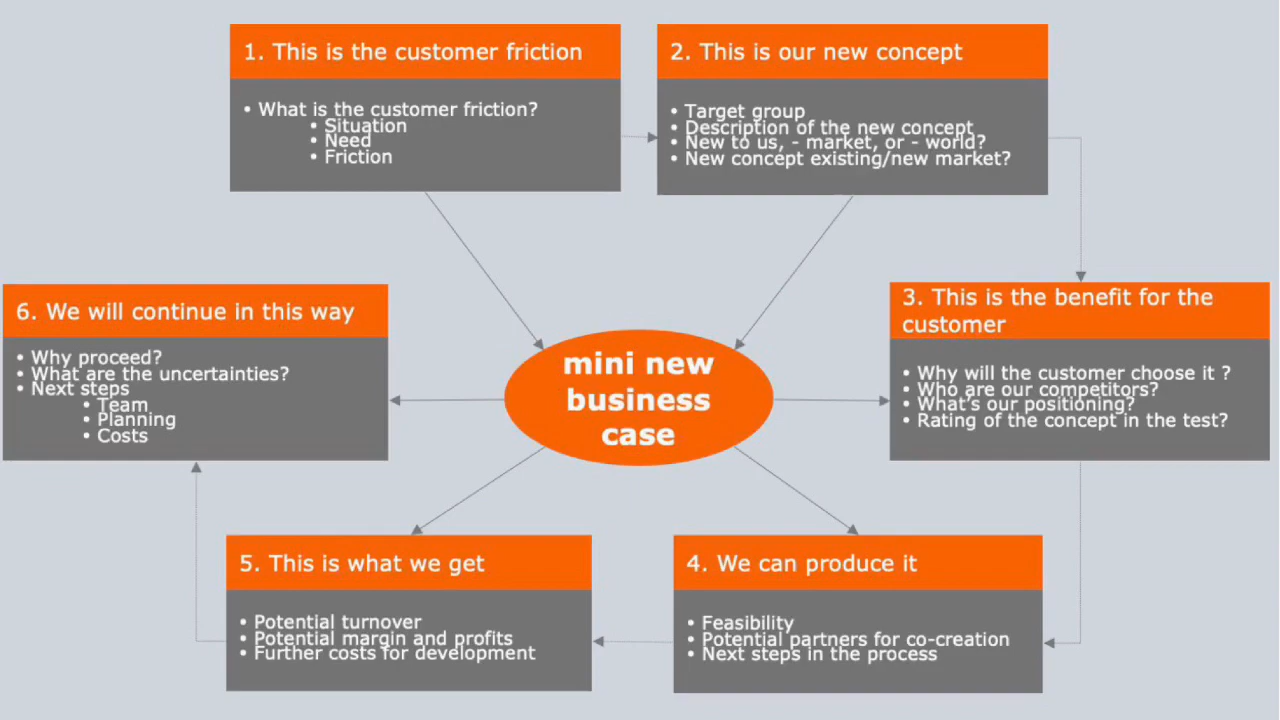 1. This is the customer friction
• What is the customer friction?
• Situation
• Need
• Friction
2. This is our new concept
• Target group
• Description of the new concept
• New to us, - market, or - world?
• New concept existing/new market?
3. This is the benefit for the
customer
• Why will the customer choose it ?
• Who are our competitors?
• What's our positioning?
• Rating of the concept in the test?
mini new
business
case
6. We will continue in this way
• Why proceed?
• What are the uncertainties?
• Next steps
• Team
• Planning
• Costs
5. This is what we get
• Potential turnover
• Potential margin and profits
• Further costs for development
4. We can produce it
• Feasibility
• Potential partners for co-creation
• Next steps in the process